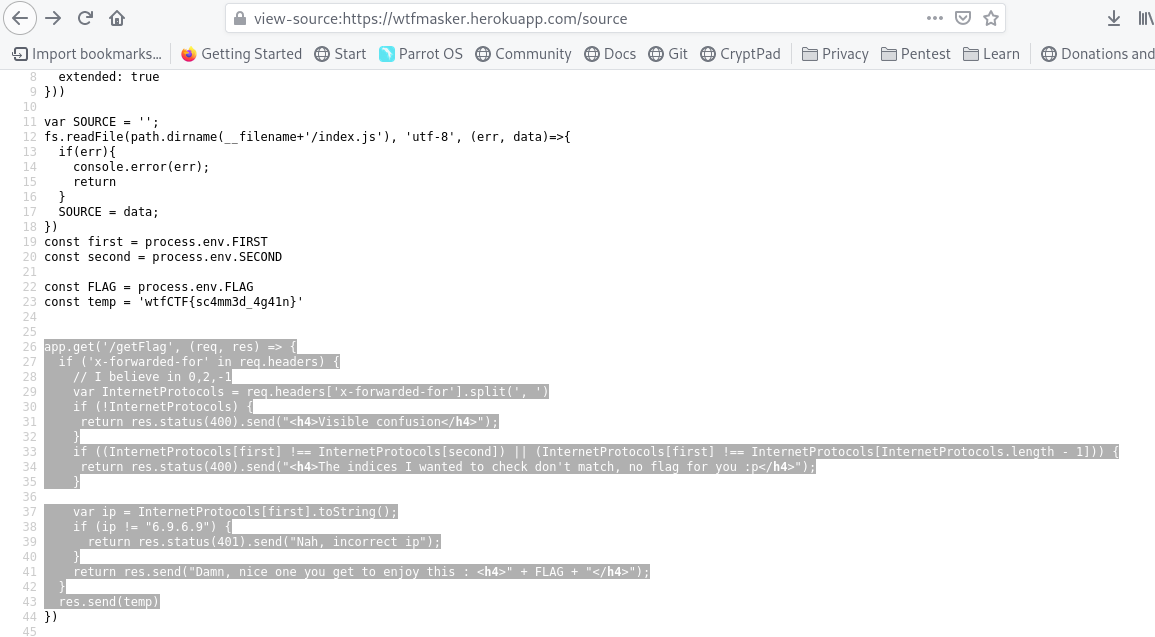 view-source:https://wtfmasker.herokuapp.com/source
Import bookmarks... Getting Started Start Parrot OS Community Docs Git CryptPad Privacy Pentest Learn Donations and
8   extended: true
9 }))
10
11 var SOURCE = '';
12 fs.readFile(path.dirname(__filename+'/index.js'), 'utf-8', (err, data)=>{
13   if(err){
14     console.error(err);
15     return
16   }
17   SOURCE = data;
18 })
19 const first = process.env.FIRST
20 const second = process.env.SECOND
21
22 const FLAG = process.env.FLAG
23 const temp = 'wtfCTF{sc4mm3d_4g41n}'
24
25
26 app.get('/getFlag', (req, res) => {
27   if ('x-forwarded-for' in req.headers) {
28     // I believe in 0,2,-1
29     var InternetProtocols = req.headers['x-forwarded-for'].split(', ')
30     if (!InternetProtocols) {
31      return res.status(400).send("<h4>Visible confusion</h4>");
32     }
33     if ((InternetProtocols[first] !== InternetProtocols[second]) || (InternetProtocols[first] !== InternetProtocols[InternetProtocols.length - 1])) {
34      return res.status(400).send("<h4>The indices I wanted to check don't match, no flag for you :p</h4>");
35     }
36
37     var ip = InternetProtocols[first].toString();
38     if (ip != "6.9.6.9") {
39       return res.status(401).send("Nah, incorrect ip");
40     }
41     return res.send("Damn, nice one you get to enjoy this : <h4>" + FLAG + "</h4>");
42   }
43   res.send(temp)
44 })
45